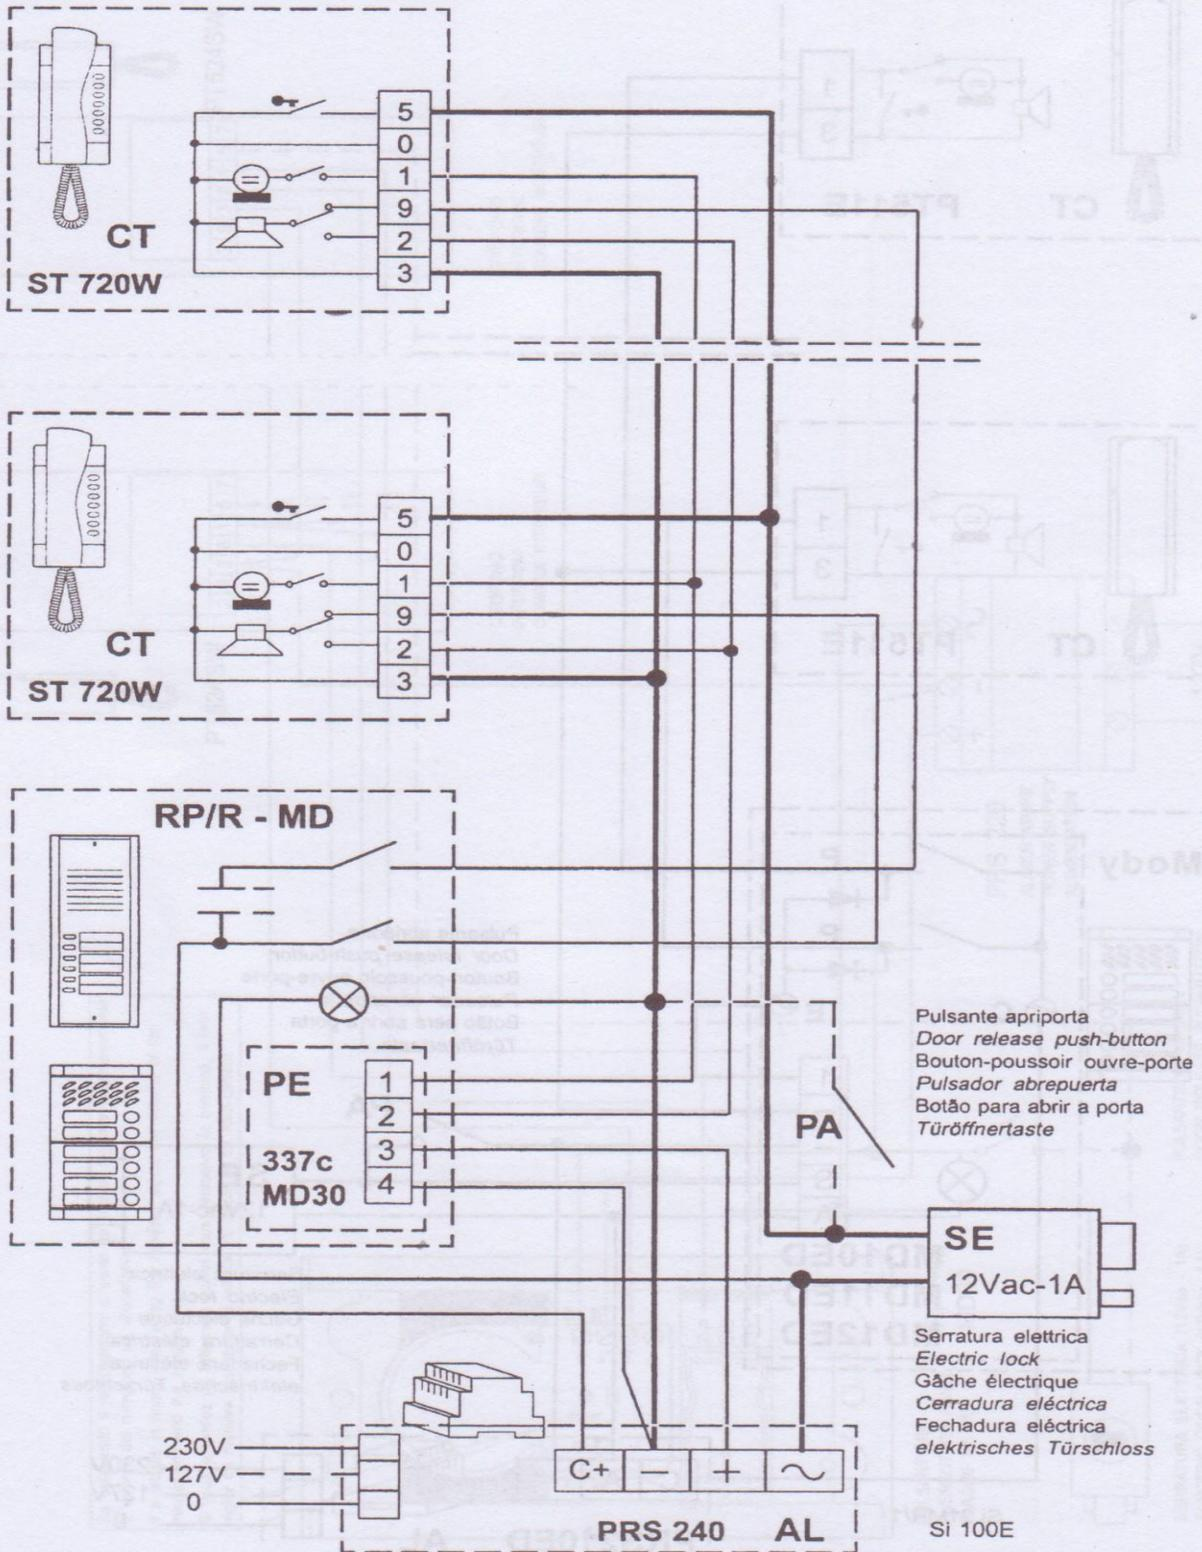 5
0
1
9
2
3
CT
ST 720W
5
0
1
9
2
3
CT
ST 720W
RP/R - MD
PE
337c
MD30
1
2
3
4
PA
Pulsante apriporta
Door release push-button
Bouton-poussoir ouvre-porte
Pulsador abrepuerta
Botão para abrir a porta
Türöffnertaste
SE
12Vac-1A
Serratura elettrica
Electric lock
Gâche électrique
Cerradura eléctrica
Fechadura eléctrica
elektrisches Türschloss
230V
127V
0
C+ − + ~
PRS 240 AL
Si 100E